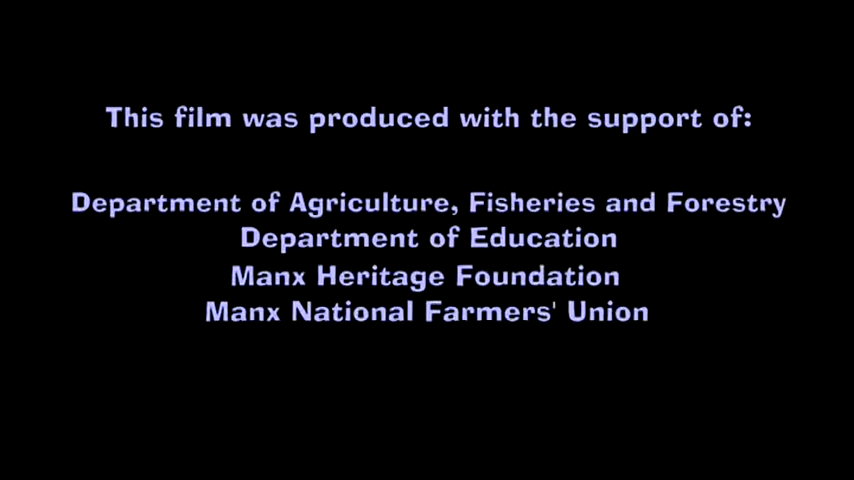 This film was produced with the support of:
Department of Agriculture, Fisheries and Forestry
Department of Education
Manx Heritage Foundation
Manx National Farmers' Union